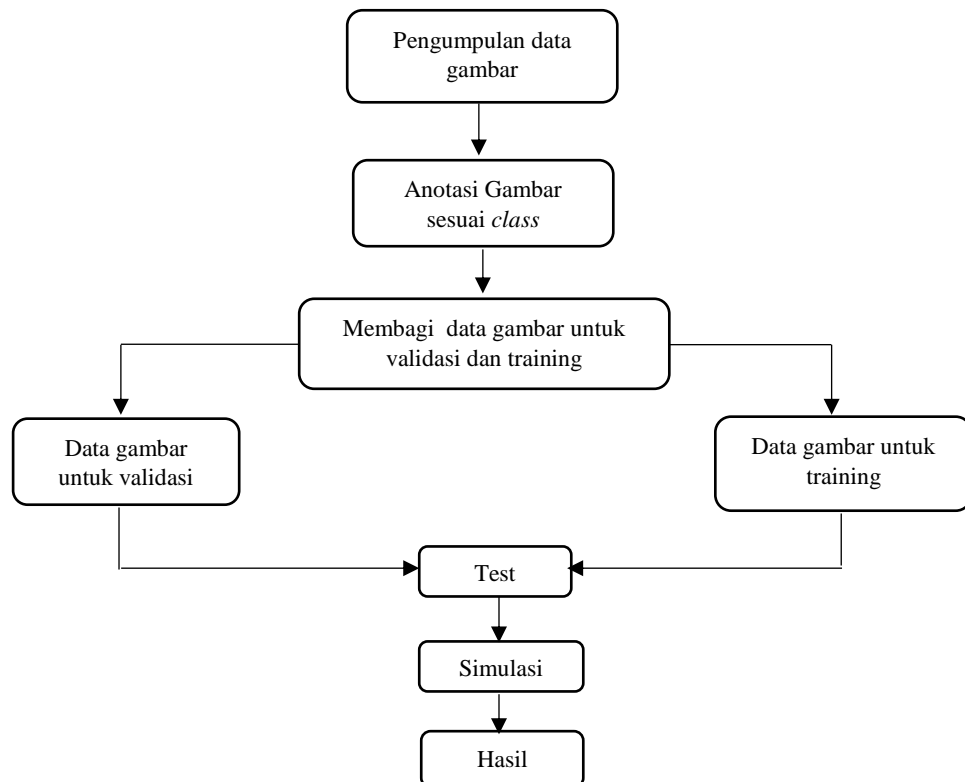 Pengumpulan data
gambar
Anotasi Gambar
sesuai class
Membagi  data gambar untuk
validasi dan training
Data gambar
untuk validasi
Data gambar untuk
training
Test
Simulasi
Hasil